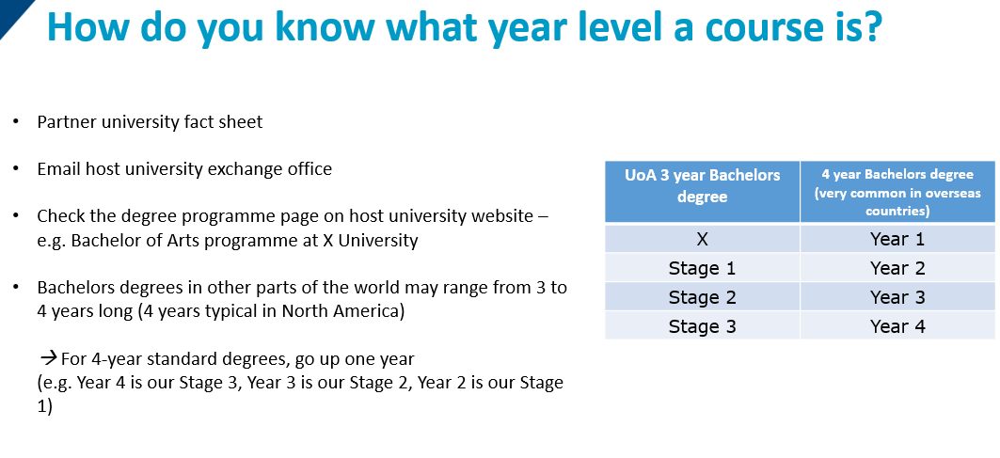 How do you know what year level a course is?
• Partner university fact sheet
• Email host university exchange office
• Check the degree programme page on host university website –
e.g. Bachelor of Arts programme at X University
• Bachelors degrees in other parts of the world may range from 3 to
4 years long (4 years typical in North America)
→ For 4-year standard degrees, go up one year
(e.g. Year 4 is our Stage 3, Year 3 is our Stage 2, Year 2 is our Stage
1)
UoA 3 year Bachelors
degree
4 year Bachelors degree
(very common in overseas
countries)
X Year 1
Stage 1 Year 2
Stage 2 Year 3
Stage 3 Year 4